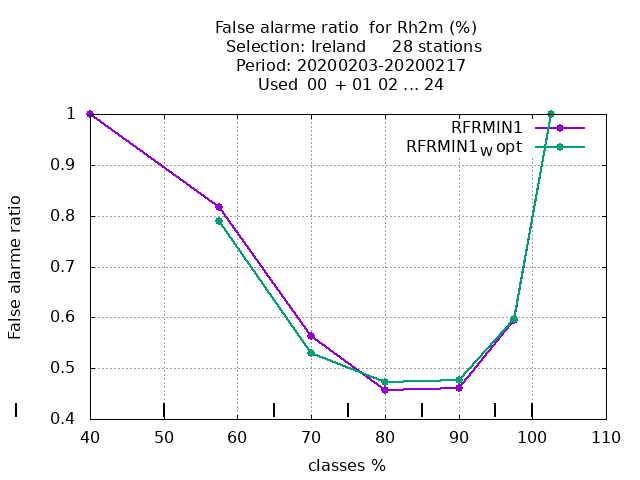 False alarme ratio  for Rh2m (%)
Selection: Ireland     28 stations
Period: 20200203-20200217
Used  00  + 01 02 ... 24
RFRMIN1
RFRMIN1W opt
False alarme ratio
1
0.9
0.8
0.7
0.6
0.5
0.4
40 50 60 70 80 90 100 110
classes %